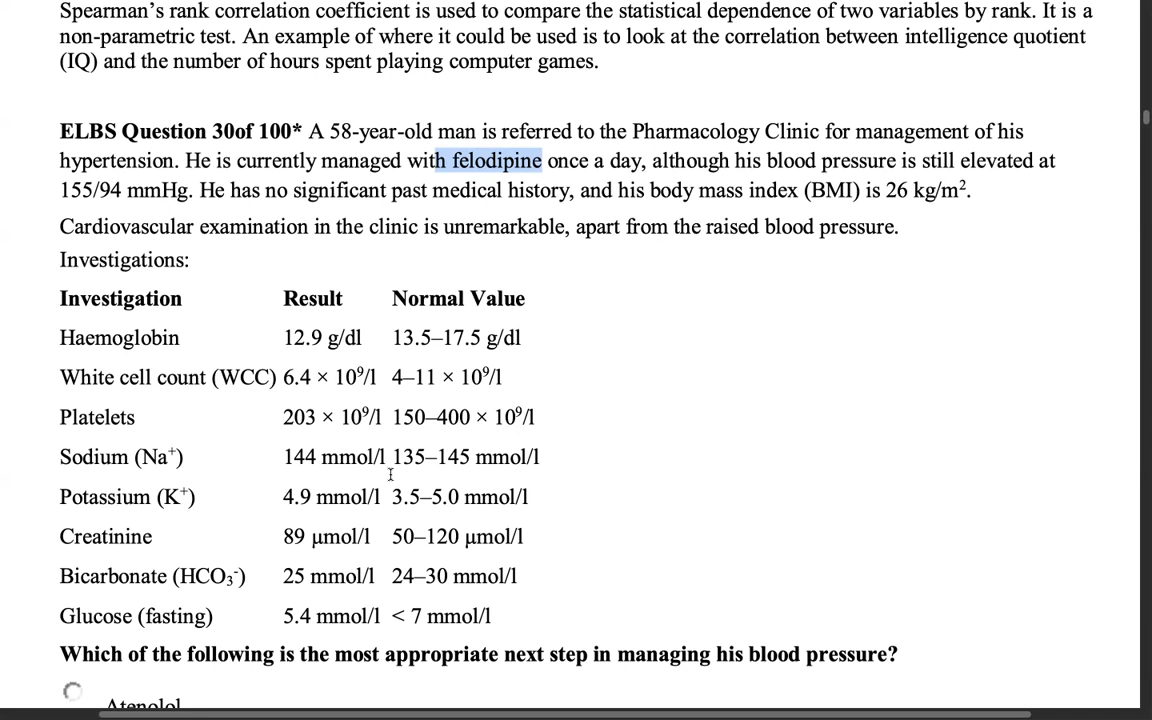 Spearman’s rank correlation coefficient is used to compare the statistical dependence of two variables by rank. It is a
non-parametric test. An example of where it could be used is to look at the correlation between intelligence quotient
(IQ) and the number of hours spent playing computer games.
ELBS Question 30of 100* A 58-year-old man is referred to the Pharmacology Clinic for management of his
hypertension. He is currently managed with felodipine once a day, although his blood pressure is still elevated at
155/94 mmHg. He has no significant past medical history, and his body mass index (BMI) is 26 kg/m².
Cardiovascular examination in the clinic is unremarkable, apart from the raised blood pressure.
Investigations:
Investigation Result Normal Value
Haemoglobin 12.9 g/dl 13.5–17.5 g/dl
White cell count (WCC) 6.4 × 10⁹/l 4–11 × 10⁹/l
Platelets 203 × 10⁹/l 150–400 × 10⁹/l
Sodium (Na⁺) 144 mmol/l 135–145 mmol/l
Potassium (K⁺) 4.9 mmol/l 3.5–5.0 mmol/l
Creatinine 89 μmol/l 50–120 μmol/l
Bicarbonate (HCO₃⁻) 25 mmol/l 24–30 mmol/l
Glucose (fasting) 5.4 mmol/l < 7 mmol/l
Which of the following is the most appropriate next step in managing his blood pressure?
Atenolol